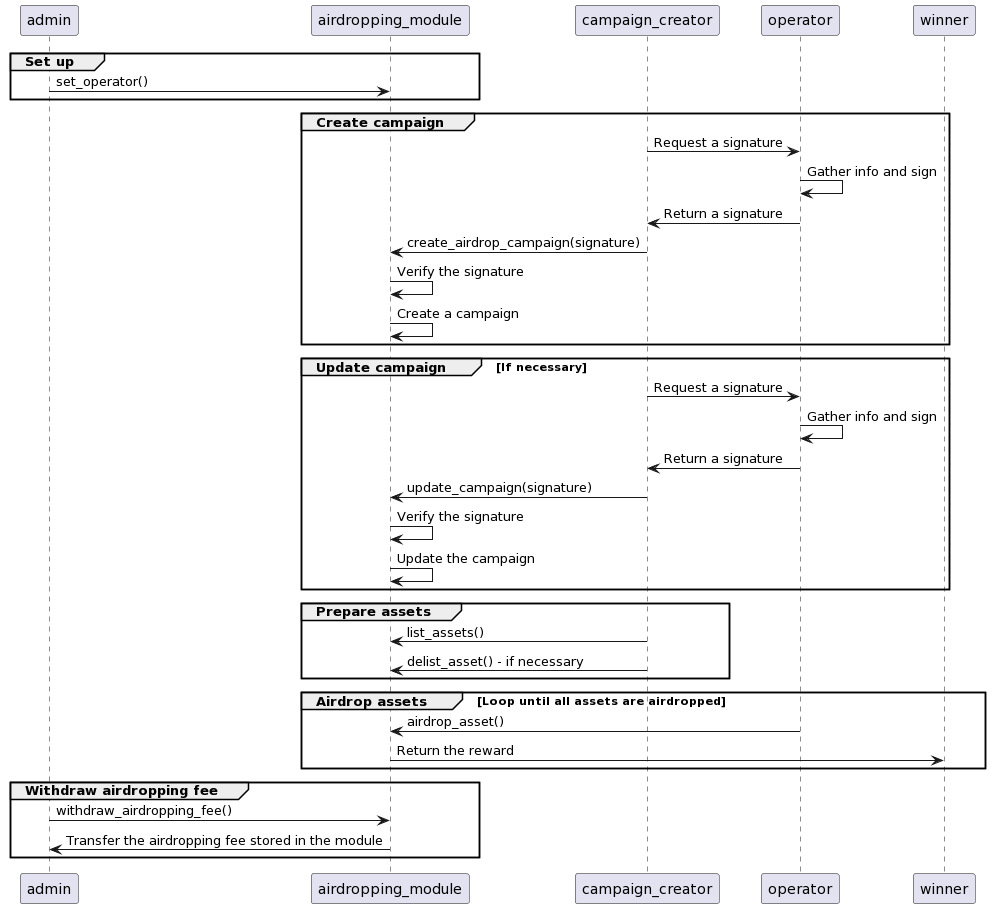 admin airdropping_module campaign_creator operator winner
Set up
set_operator()
Create campaign
Request a signature
Gather info and sign
Return a signature
create_airdrop_campaign(signature)
Verify the signature
Create a campaign
Update campaign [If necessary]
Request a signature
Gather info and sign
Return a signature
update_campaign(signature)
Verify the signature
Update the campaign
Prepare assets
list_assets()
delist_asset() - if necessary
Airdrop assets [Loop until all assets are airdropped]
airdrop_asset()
Return the reward
Withdraw airdropping fee
withdraw_airdropping_fee()
Transfer the airdropping fee stored in the module
admin airdropping_module campaign_creator operator winner